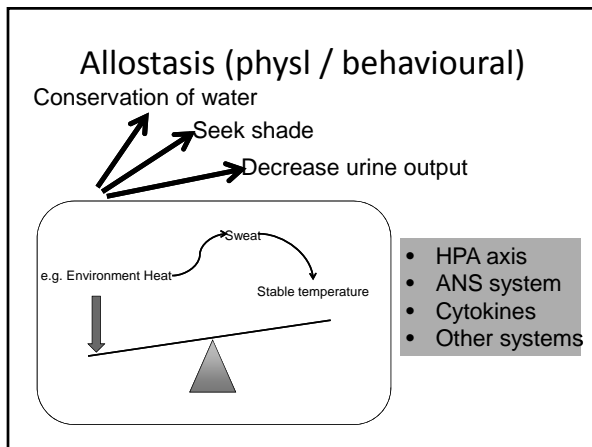 Allostasis (physl / behavioural)
Conservation of water
Seek shade
Decrease urine output
Sweat
e.g. Environment Heat
Stable temperature
• HPA axis
• ANS system
• Cytokines
• Other systems